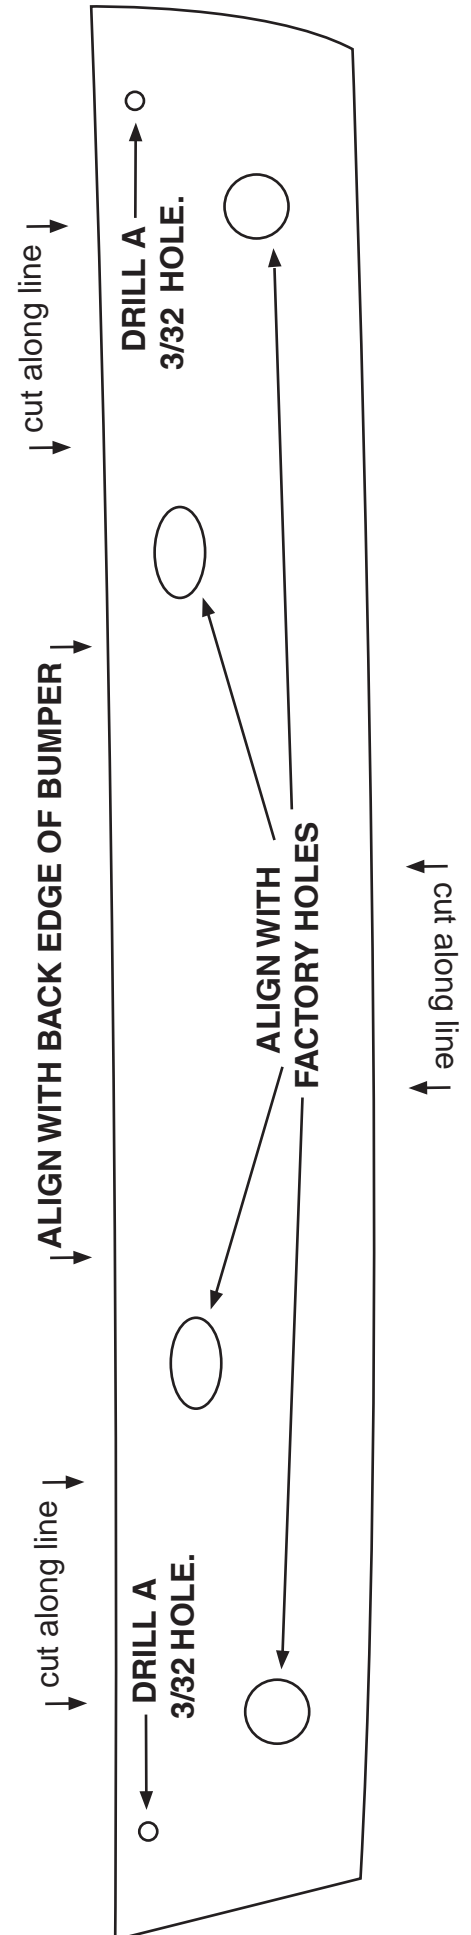 cut along line
ALIGN WITH BACK EDGE OF BUMPER
cut along line
DRILL A
3/32 HOLE.
DRILL A
3/32 HOLE.
ALIGN WITH
FACTORY HOLES
cut along line